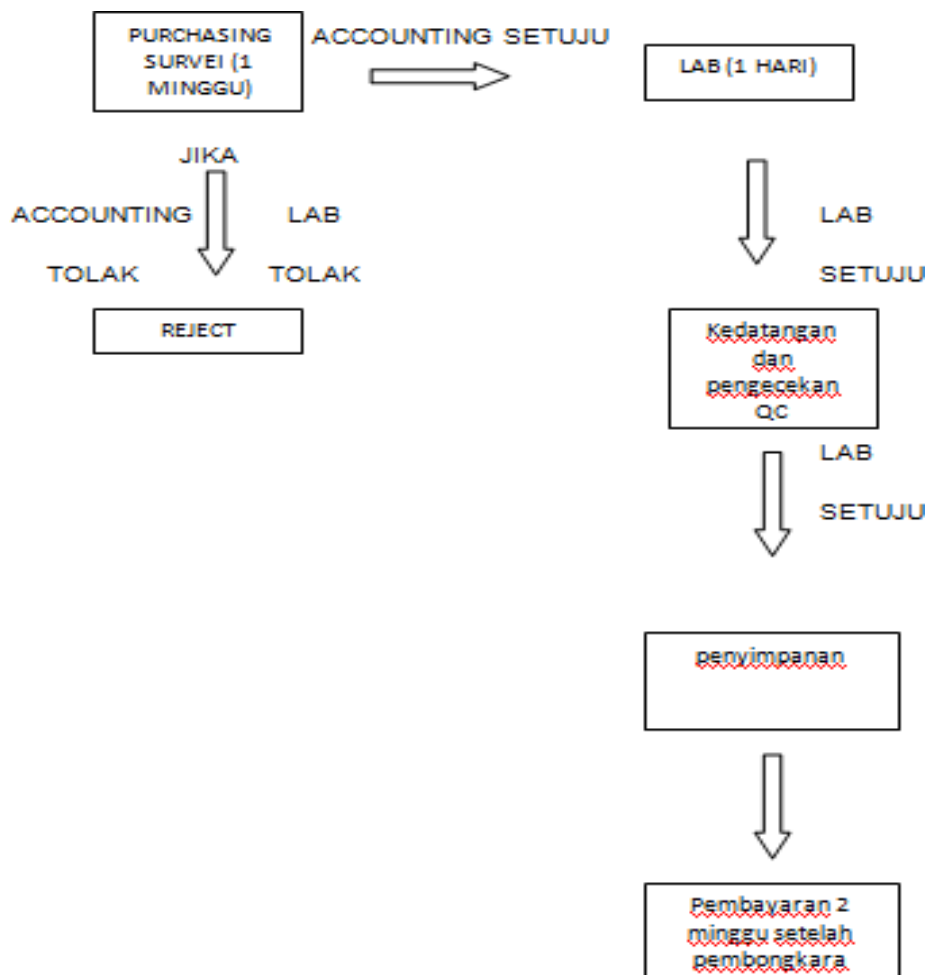 PURCHASING
SURVEI (1
MINGGU)
ACCOUNTING SETUJU
LAB (1 HARI)
JIKA
ACCOUNTING
LAB
TOLAK
TOLAK
REJECT
LAB
SETUJU
Kedatangan
dan
pengecekan
QC
LAB
SETUJU
penyimpanan
Pembayaran 2
minggu setelah
pembongkara